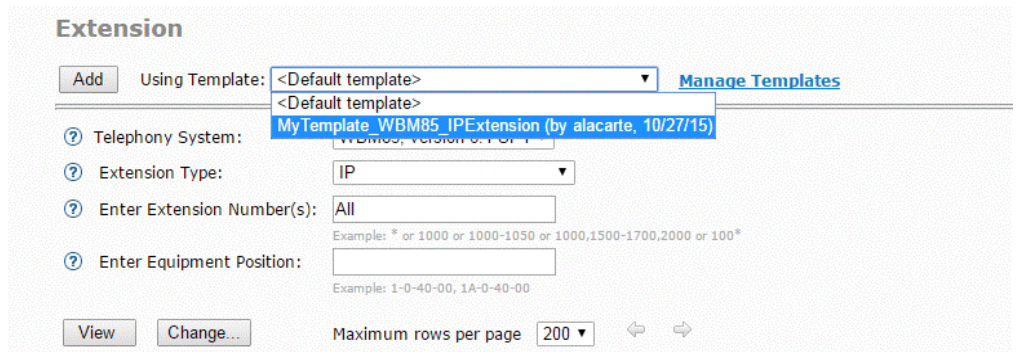 Extension
Add Using Template: <Default template> Manage Templates
<Default template>
MyTemplate_WBM85_IPExtension (by alacarte, 10/27/15)
? Telephony System:
? Extension Type: IP
? Enter Extension Number(s): All
Example: * or 1000 or 1000-1050 or 1000,1500-1700,2000 or 100*
? Enter Equipment Position:
Example: 1-0-40-00, 1A-0-40-00
View Change... Maximum rows per page 200